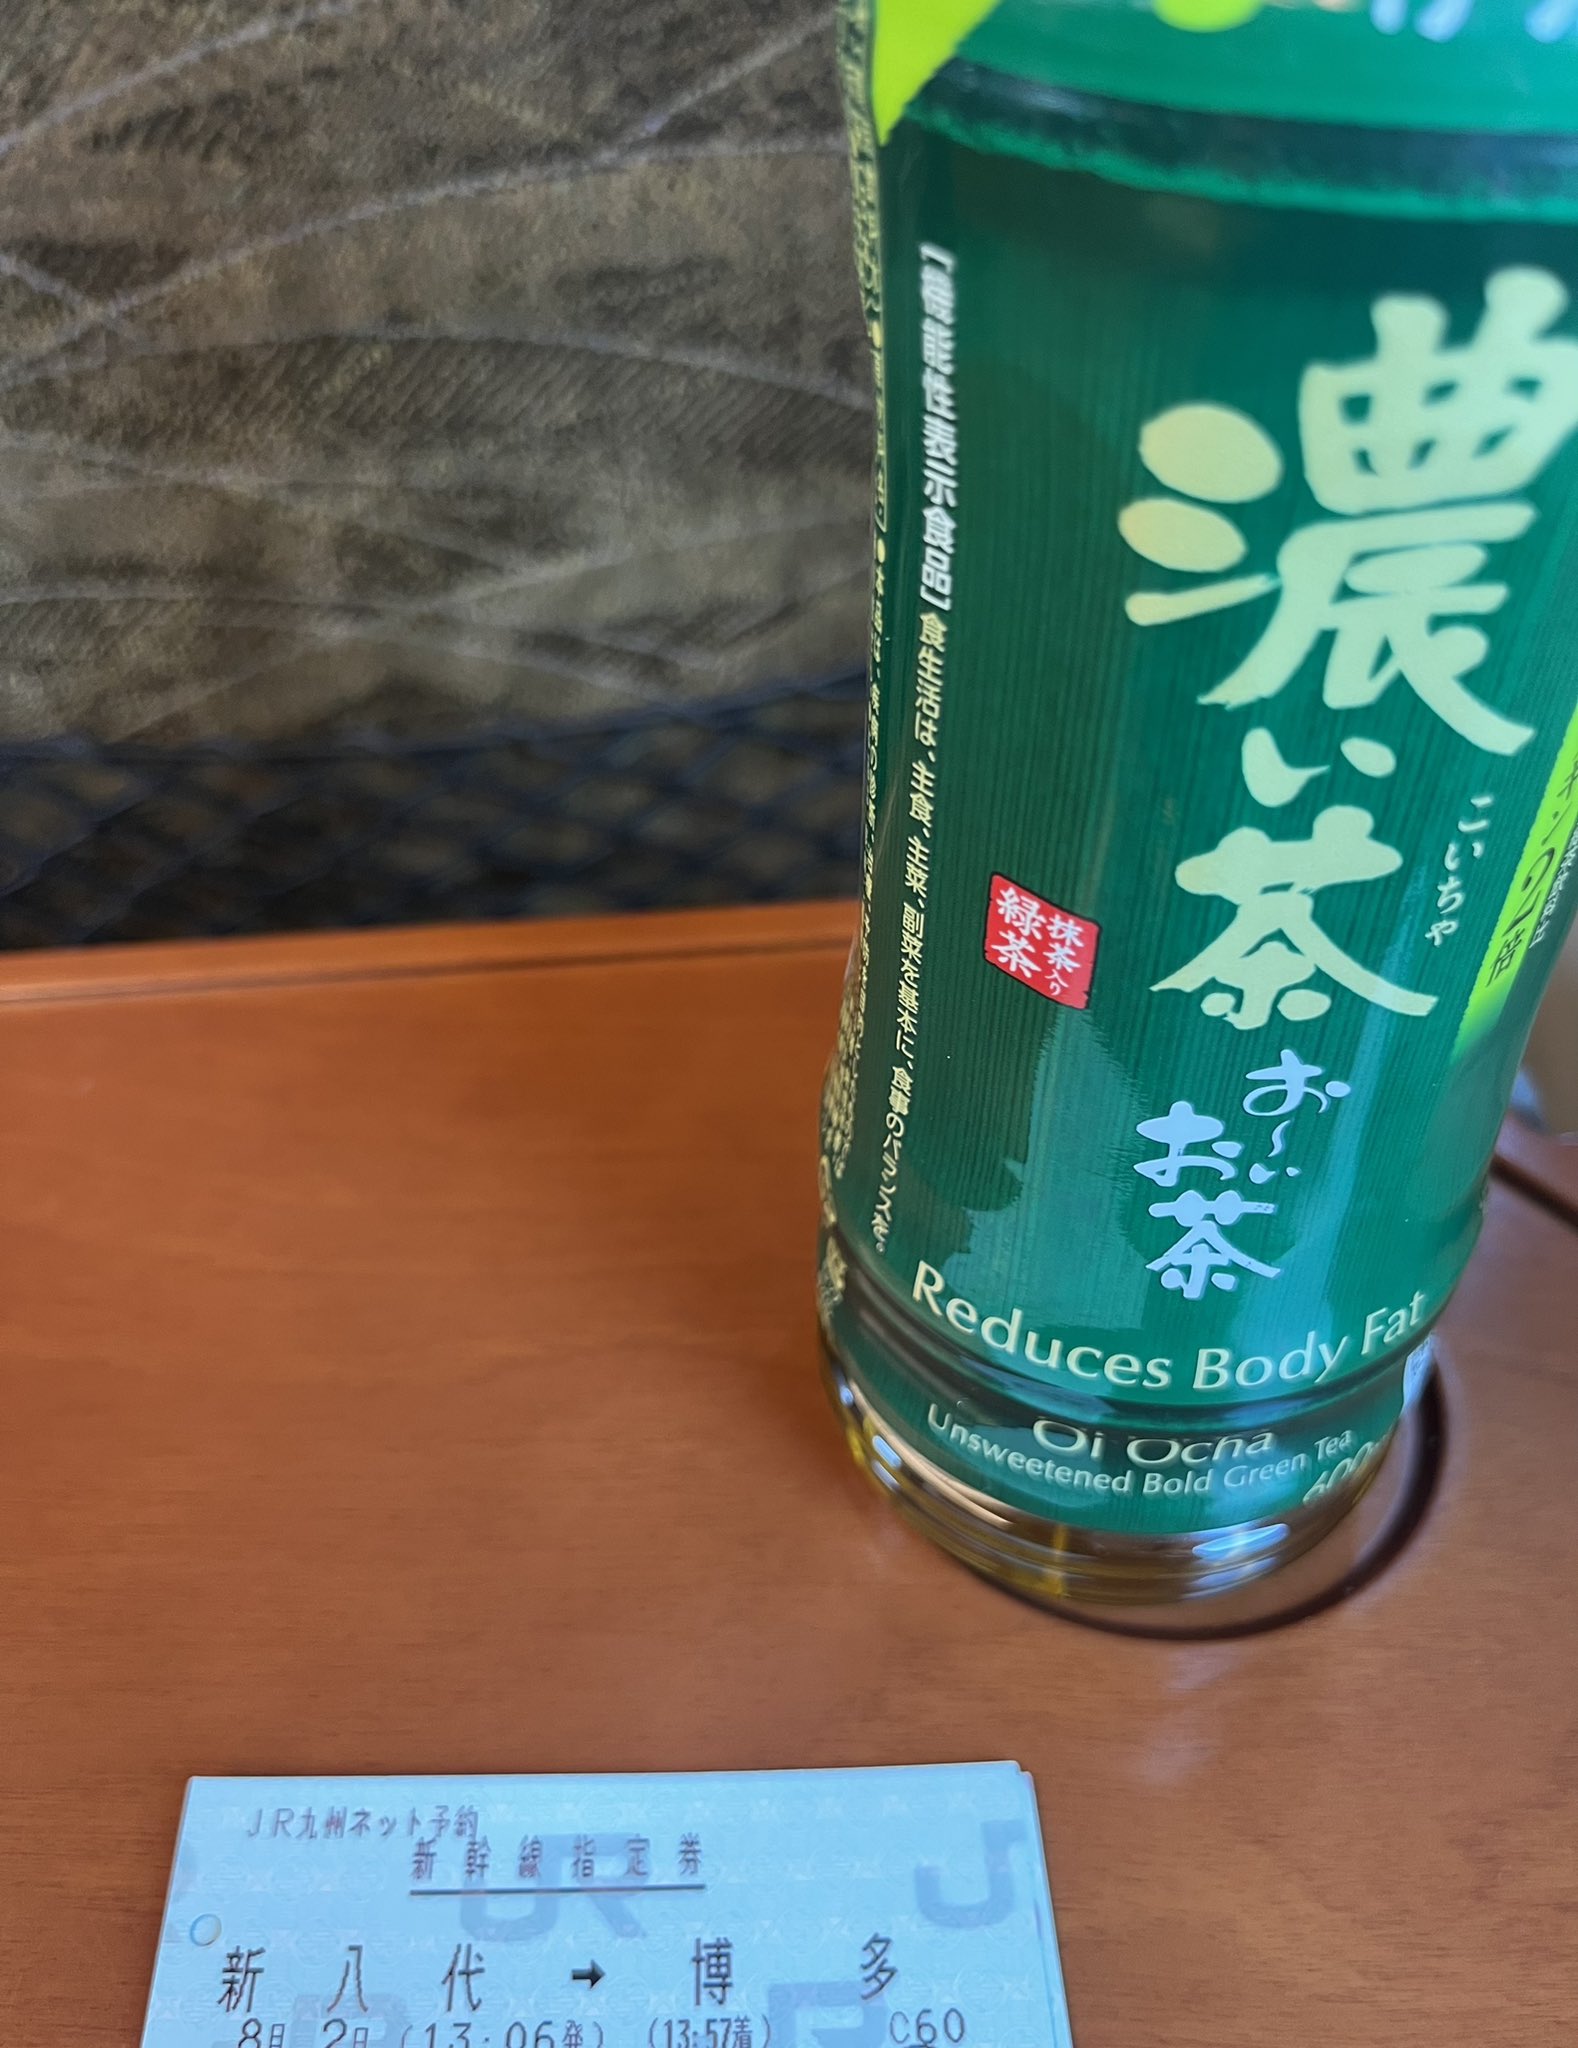 [機能性表示食品]食生活は、主食、主菜、副菜を基本に、食事のバランスを。
濃い茶
こいちゃ
2倍
抹茶入り
緑茶
お〜い
お茶
Reduces Body Fat
Oi Ocha
Unsweetened Bold Green Tea
600
JR九州ネット予約
新幹線指定券
新八代→博多
8月 2日 (13:06発) (13:57着) C60